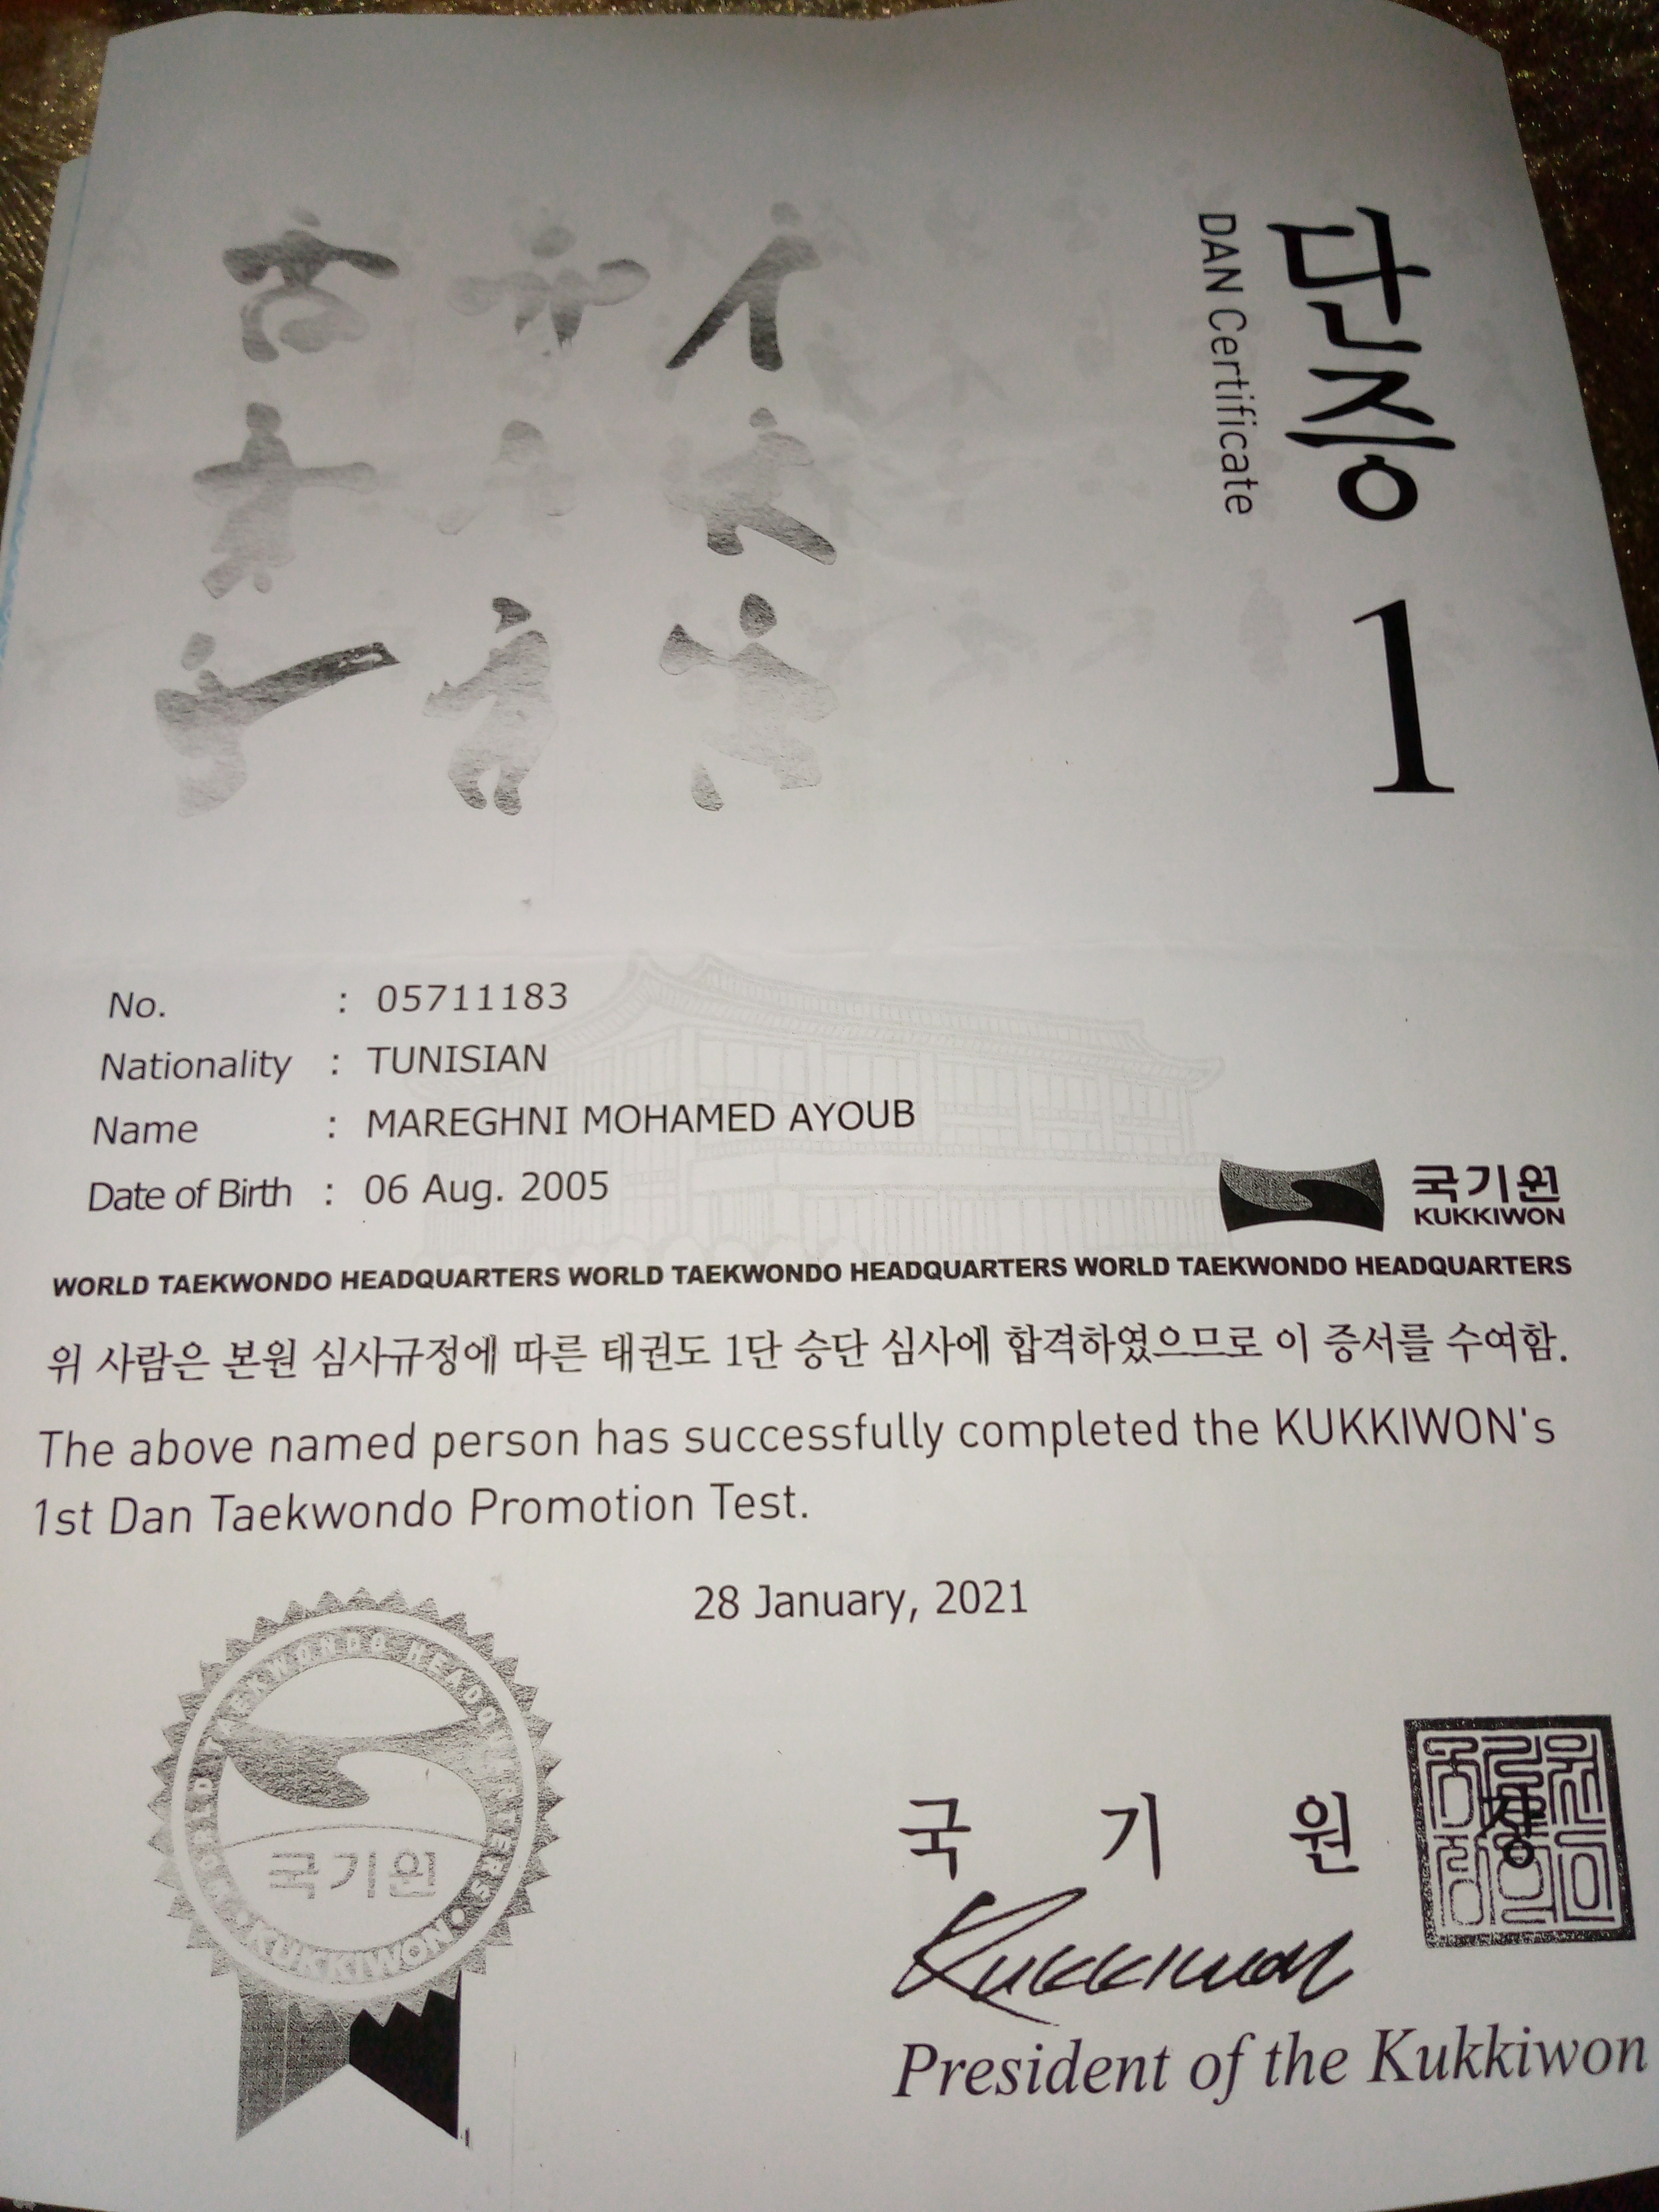 단증 1
DAN Certificate
No. : 05711183
Nationality : TUNISIAN
Name : MAREGHNI MOHAMED AYOUB
Date of Birth : 06 Aug. 2005
국기원
KUKKIWON
WORLD TAEKWONDO HEADQUARTERS WORLD TAEKWONDO HEADQUARTERS WORLD TAEKWONDO HEADQUARTERS
위 사람은 본원 심사규정에 따른 태권도 1단 승단 심사에 합격하였으므로 이 증서를 수여함.
The above named person has successfully completed the KUKKIWON's
1st Dan Taekwondo Promotion Test.
28 January, 2021
WORLD TAEKWONDO HEADQUARTERS
국기원
KUKKIWON
국 기 원 장
Kukkiwon
President of the Kukkiwon